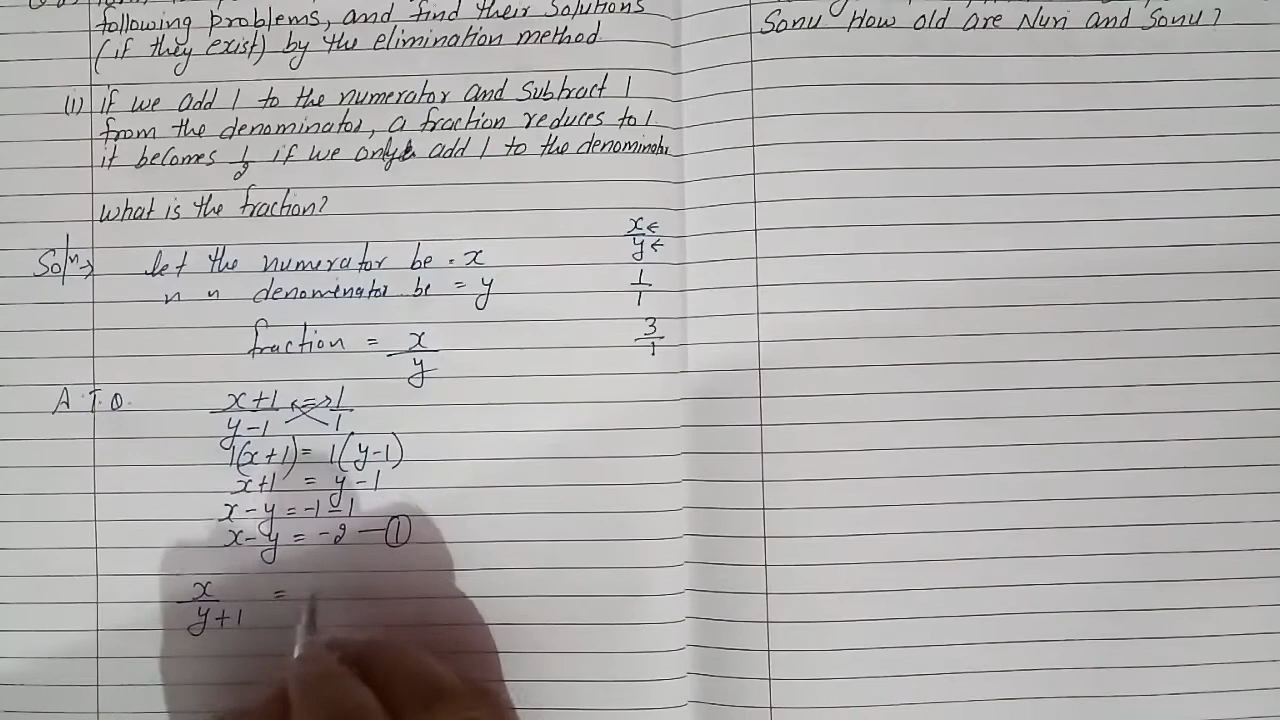 following problems, and find their solutions
(if they exist) by the elimination method.
(i) if we add 1 to the numerator and subtract 1
from the denominator, a fraction reduces to 1.
it becomes 1/2 if we only add 1 to the denominator
What is the fraction?
Solⁿ⇒ let the numerator be = x
n n denominator be = y
fraction = x/y
x/y
1/1
3/1
A.T.Q. x+1/y-1 = 1/1
1(x+1) = 1(y-1)
x+1 = y-1
x-y = -1-1
x-y = -2 — ①
x/y+1 =
Sonu. How old are Nuri and Sonu?